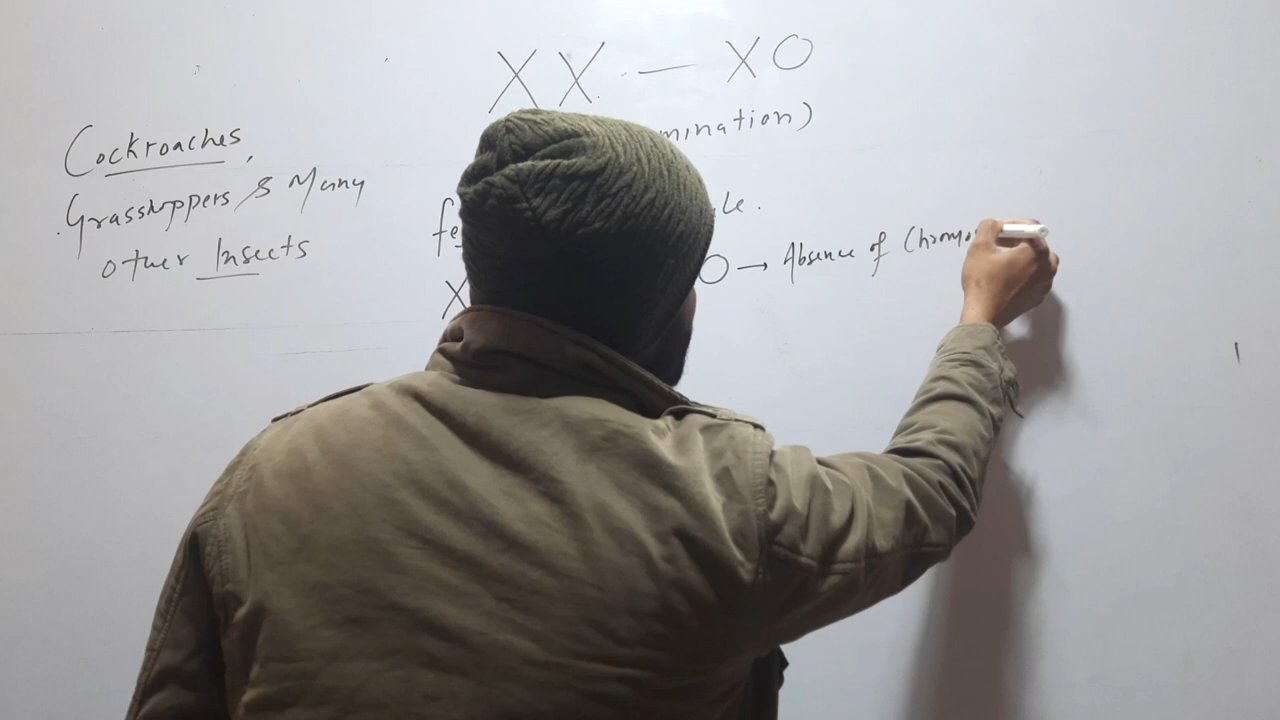 XX - XO
mination)
Cockroaches,
Grasshoppers & Many
other Insects
fe
le.
X
O → Absence of Chromo